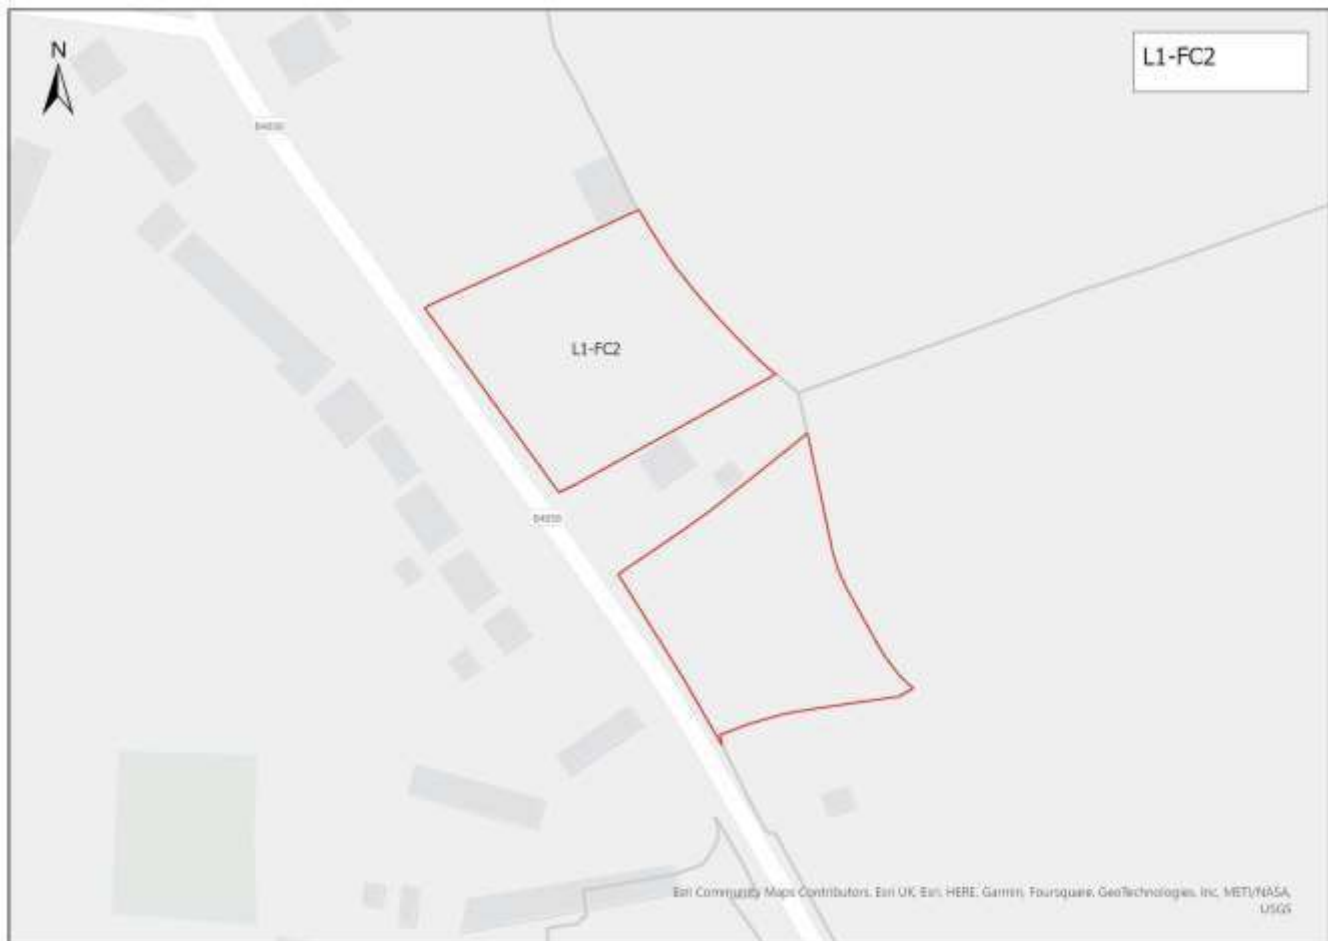 N
L1-FC2
L1-FC2
Esri Community Maps Contributors, Esri UK, Esri, HERE, Garmin, Foursquare, GeoTechnologies, Inc, METI/NASA,
USGS